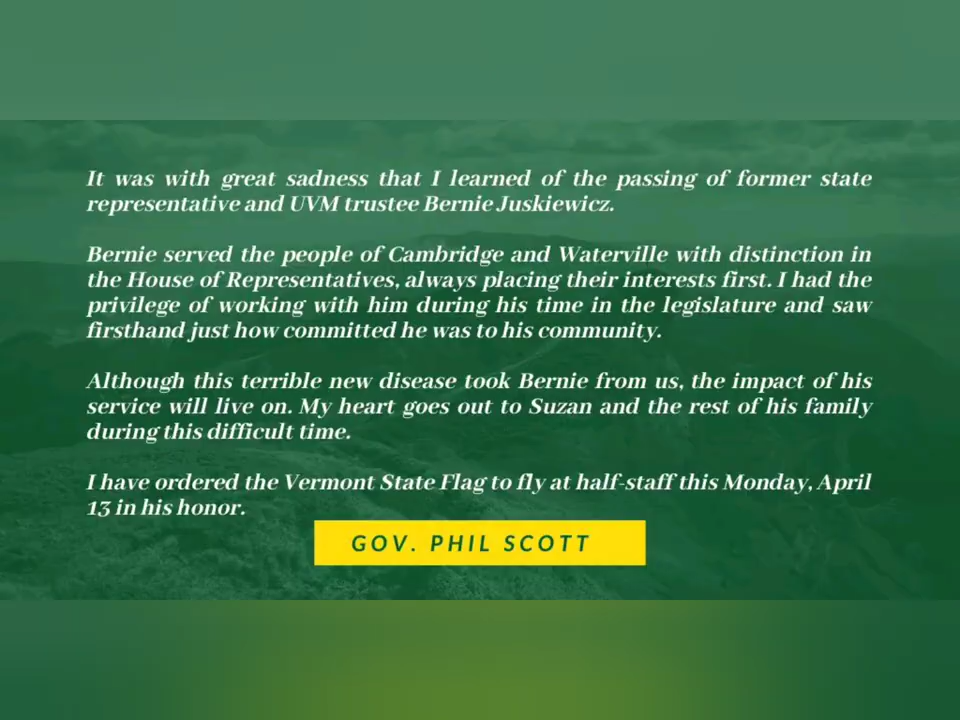 It was with great sadness that I learned of the passing of former state
representative and UVM trustee Bernie Juskiewicz.
Bernie served the people of Cambridge and Waterville with distinction in
the House of Representatives, always placing their interests first. I had the
privilege of working with him during his time in the legislature and saw
firsthand just how committed he was to his community.
Although this terrible new disease took Bernie from us, the impact of his
service will live on. My heart goes out to Suzan and the rest of his family
during this difficult time.
I have ordered the Vermont State Flag to fly at half-staff this Monday, April
13 in his honor.
GOV. PHIL SCOTT